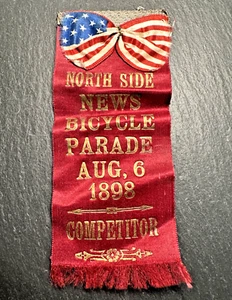 NORTH SIDE
NEWS
BICYCLE
PARADE
AUG, 6
1898
COMPETITOR